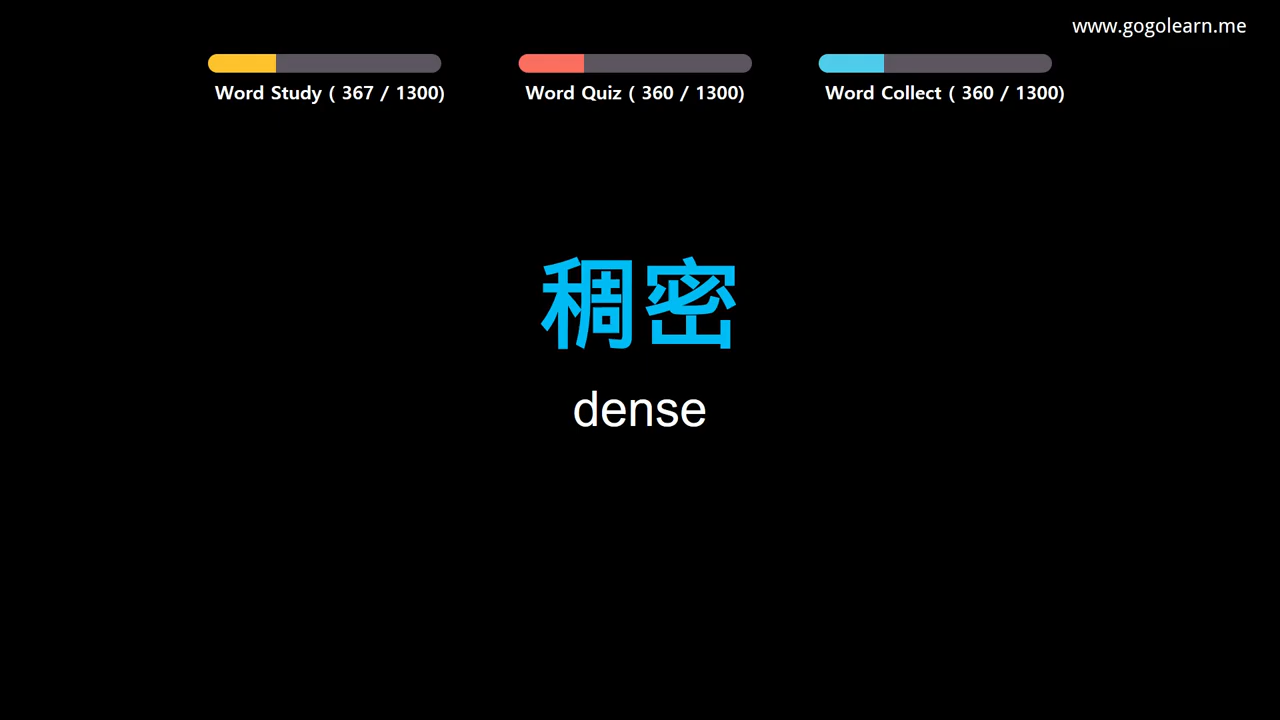 www.gogolearn.me
Word Study ( 367 / 1300)
Word Quiz ( 360 / 1300)
Word Collect ( 360 / 1300)
稠密
dense